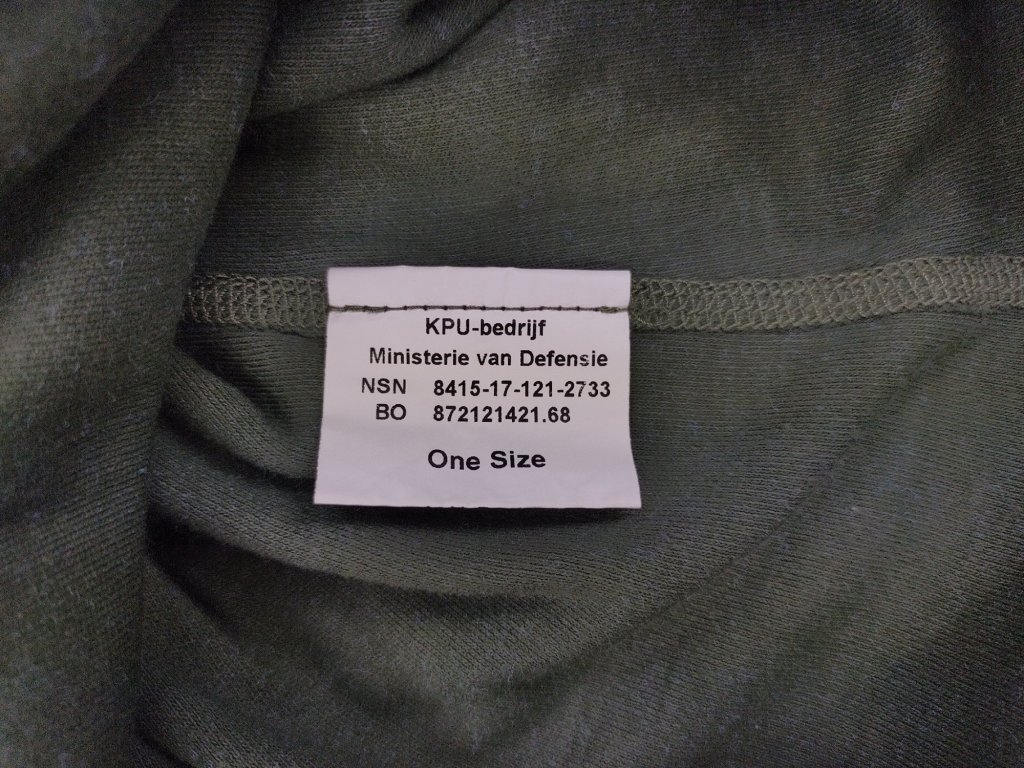 KPU-bedrijf
Ministerie van Defensie
NSN 8415-17-121-2733
BO 872121421.68
One Size